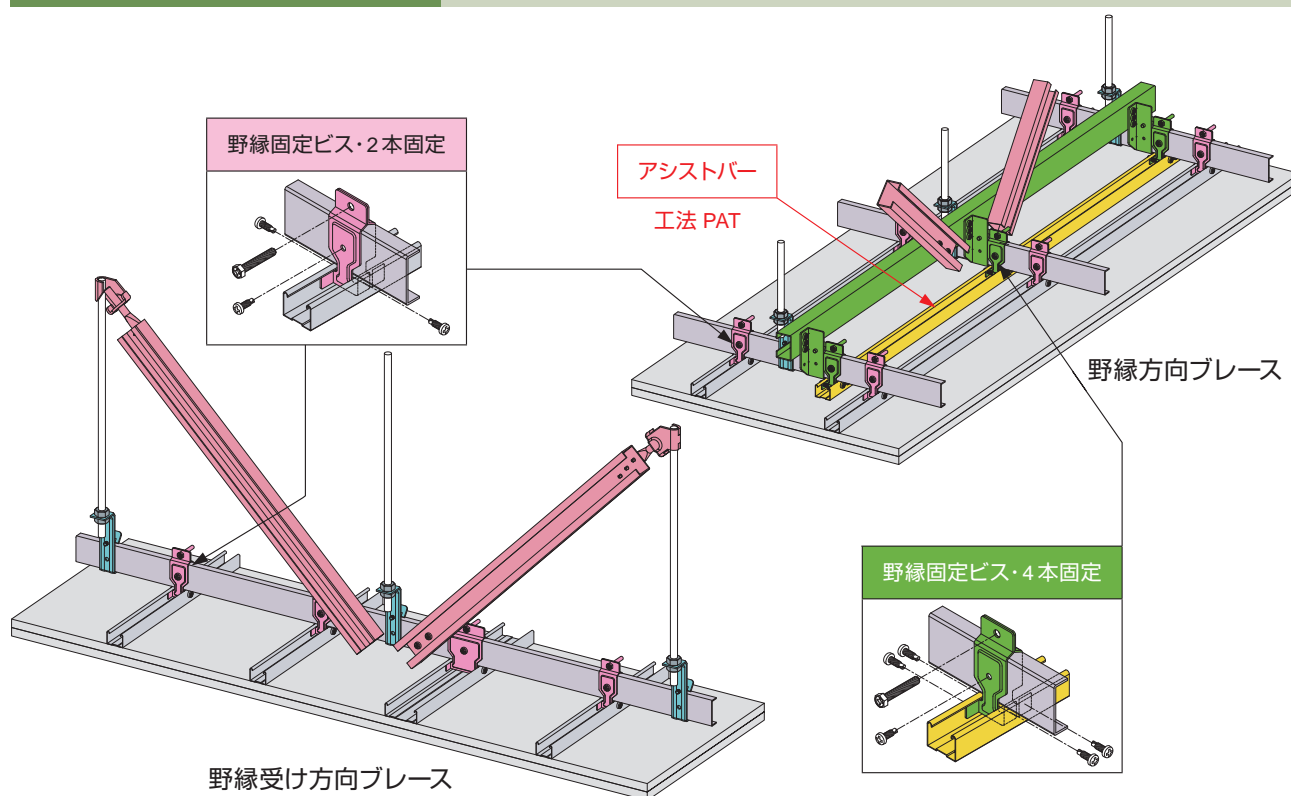 野縁固定ビス・2本固定
アシストバー
工法 PAT
野縁方向ブレース
野縁固定ビス・4本固定
野縁受け方向ブレース